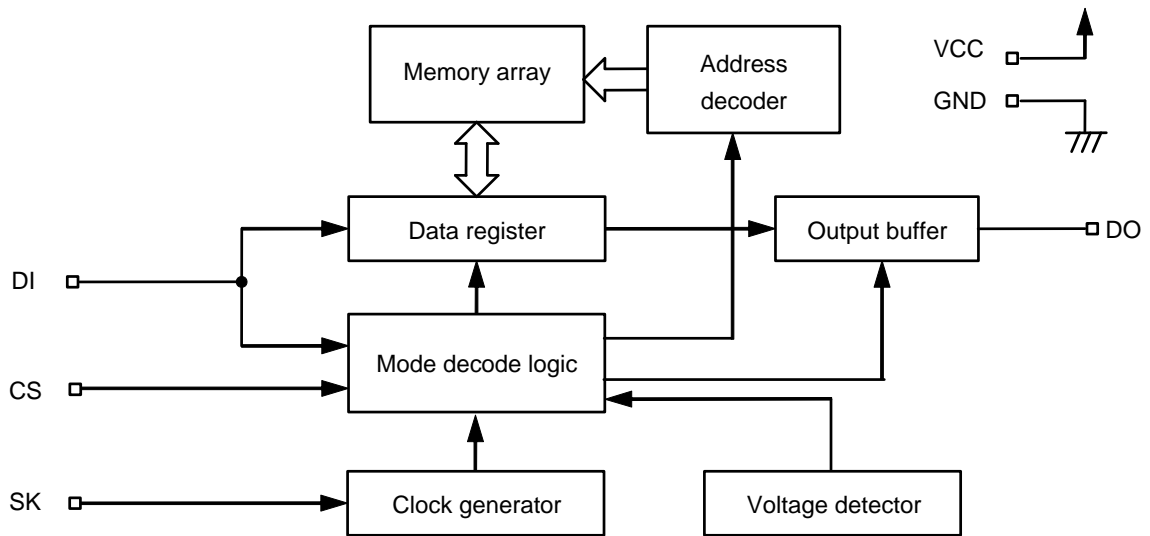 Memory array
Address
decoder
VCC
GND
Data register
Output buffer
DO
DI
Mode decode logic
CS
SK
Clock generator
Voltage detector